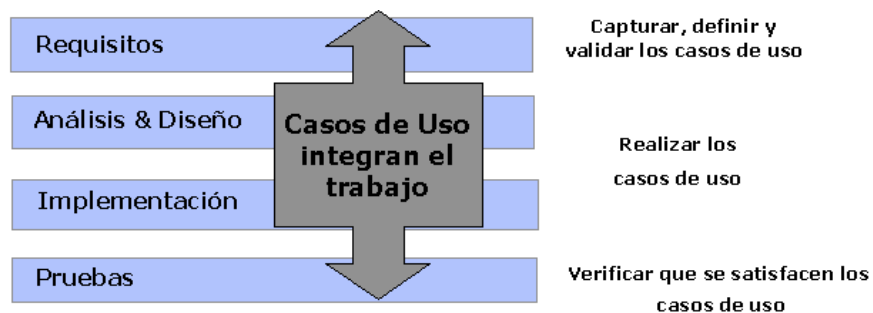 Requisitos
Capturar, definir y
validar los casos de uso
Análisis & Diseño
Casos de Uso
integran el
trabajo
Realizar los
casos de uso
Implementación
Pruebas
Verificar que se satisfacen los
casos de uso